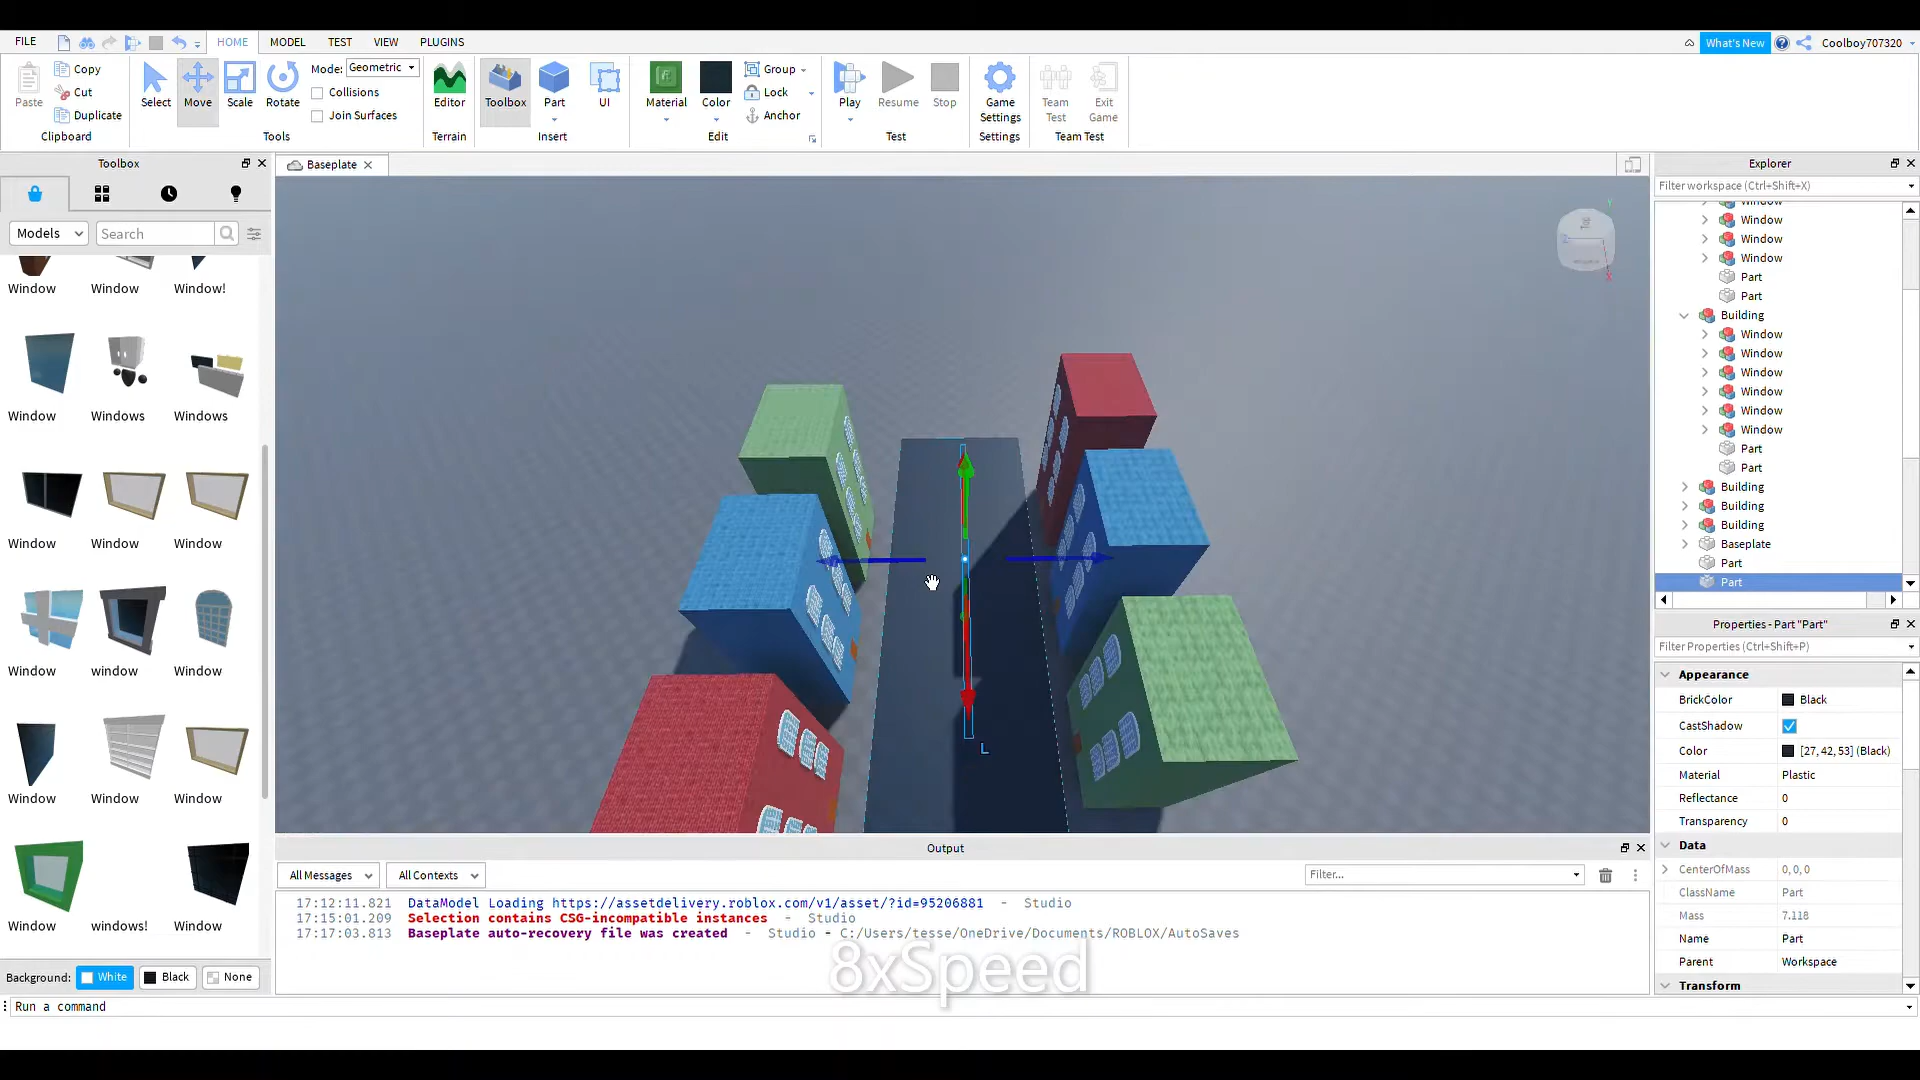 FILE
HOME
MODEL
TEST
VIEW
PLUGINS
What's New
Coolboy707320
Paste
Copy
Cut
Duplicate
Clipboard
Select
Move
Scale
Rotate
Mode:
Geometric
Collisions
Join Surfaces
Tools
Editor
Terrain
Toolbox
Part
UI
Insert
Material
Color
Group
Lock
Anchor
Edit
Play
Resume
Stop
Test
Game
Settings
Settings
Team
Test
Exit
Game
Team Test
Toolbox
Models
Search
Window
Window
Window!
Window
Windows
Windows
Window
Window
Window
Window
window
Window
Window
Window
Window
Window
windows!
Window
Background:
White
Black
None
Run a command
Baseplate
L
Output
All Messages
All Contexts
Filter...
17:12:11.821 DataModel Loading https://assetdelivery.roblox.com/v1/asset/?id=95206881 - Studio
17:15:01.209 Selection contains CSG-incompatible instances - Studio
17:17:03.813 Baseplate auto-recovery file was created - Studio - C:/Users/tesse/OneDrive/Documents/ROBLOX/AutoSaves
8xSpeed
Explorer
Filter workspace (Ctrl+Shift+X)
Window
Window
Window
Window
Part
Part
Building
Window
Window
Window
Window
Window
Window
Part
Part
Building
Building
Building
Baseplate
Part
Part
Properties - Part "Part"
Filter Properties (Ctrl+Shift+P)
Appearance
BrickColor Black
CastShadow
Color [27, 42, 53] (Black)
Material Plastic
Reflectance 0
Transparency 0
Data
CenterOfMass 0, 0, 0
ClassName Part
Mass 7.118
Name Part
Parent Workspace
Transform